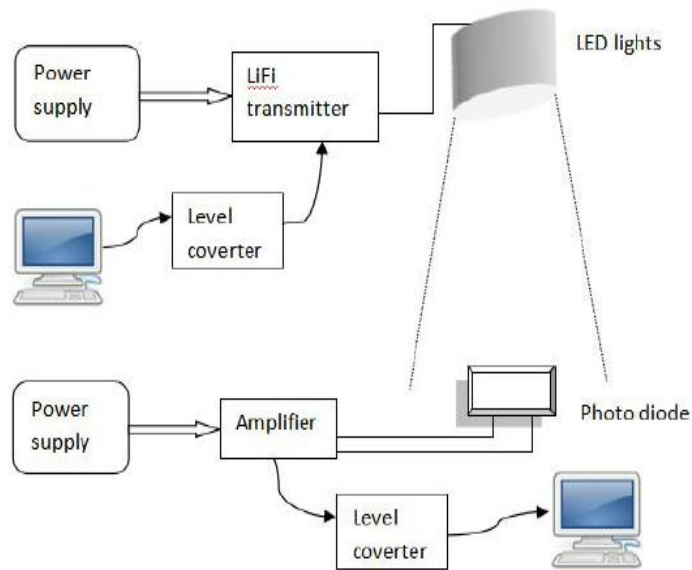 Power
supply
LiFi
transmitter
LED lights
Level
coverter
Power
supply
Amplifier
Photo diode
Level
coverter